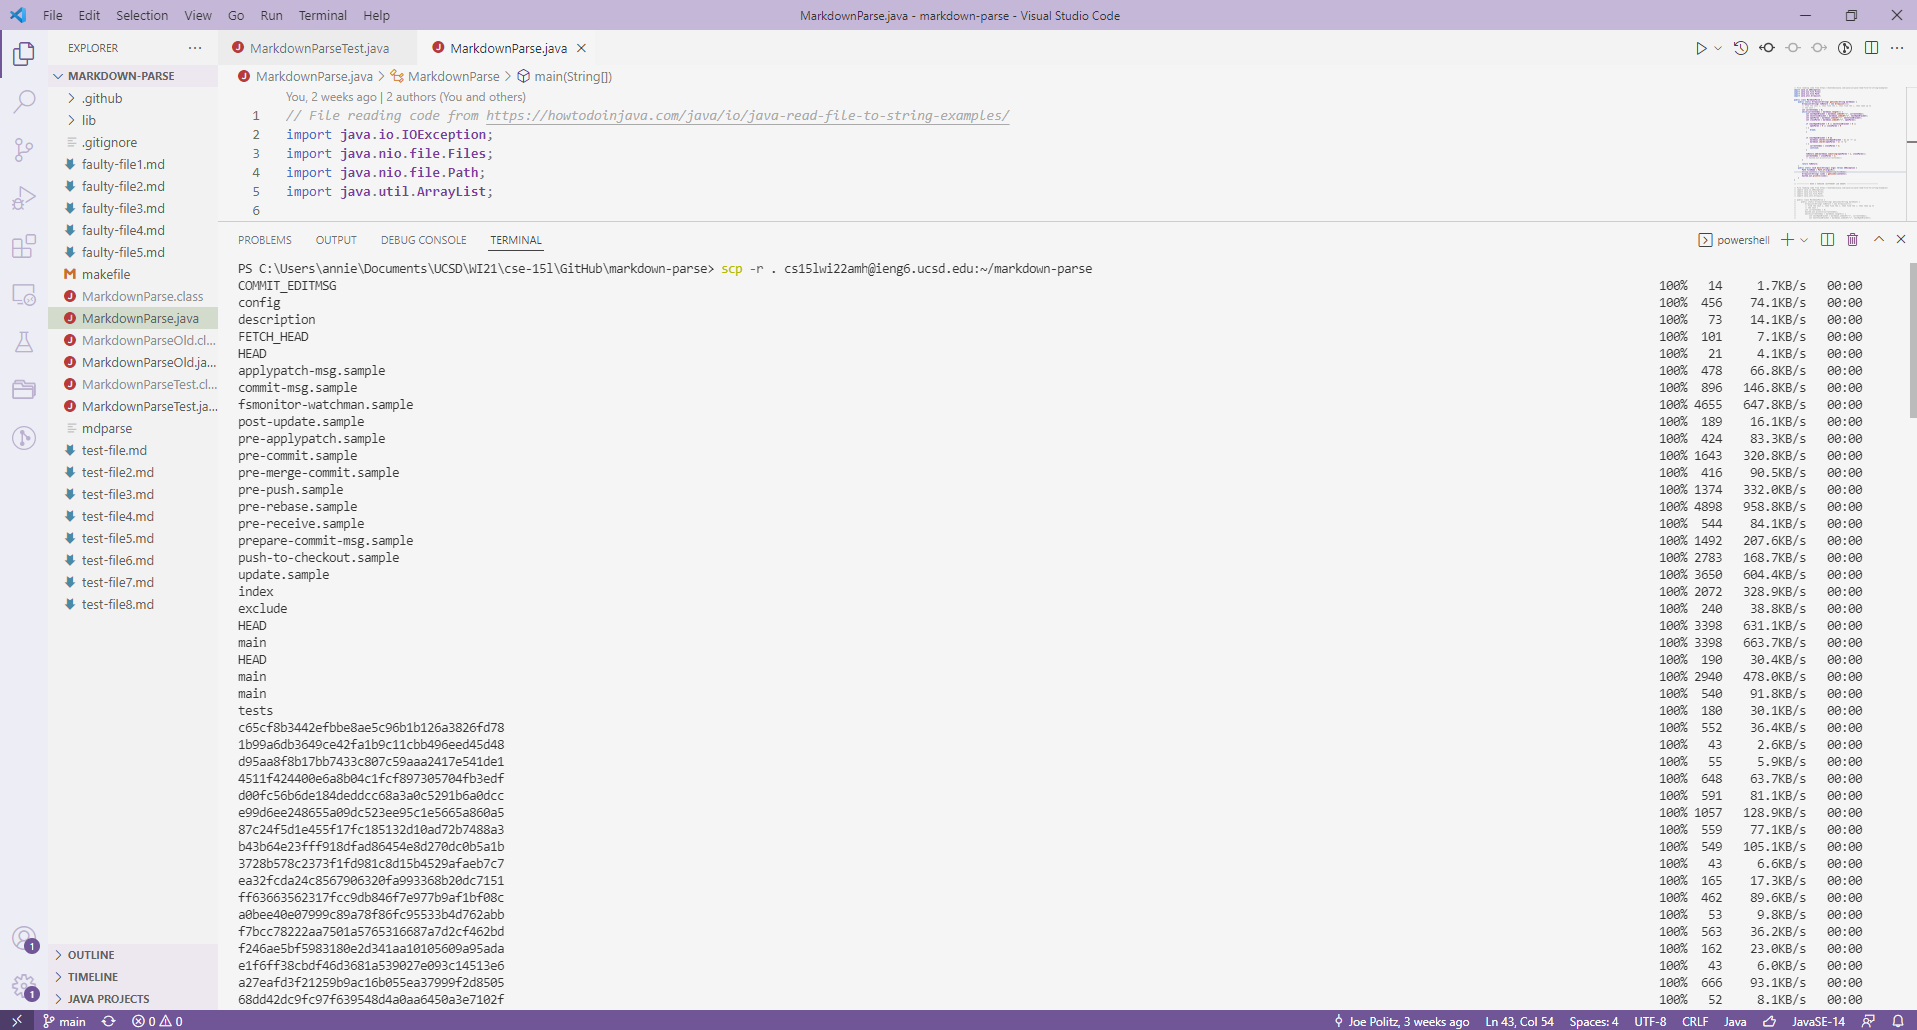 File Edit Selection View Go Run Terminal Help
MarkdownParse.java - markdown-parse - Visual Studio Code
EXPLORER
MARKDOWN-PARSE
.github
lib
.gitignore
faulty-file1.md
faulty-file2.md
faulty-file3.md
faulty-file4.md
faulty-file5.md
makefile
MarkdownParse.class
MarkdownParse.java
MarkdownParseOld.cl...
MarkdownParseOld.ja...
MarkdownParseTest.cl...
MarkdownParseTest.ja...
mdparse
test-file.md
test-file2.md
test-file3.md
test-file4.md
test-file5.md
test-file6.md
test-file7.md
test-file8.md
OUTLINE
TIMELINE
JAVA PROJECTS
1
1
MarkdownParseTest.java MarkdownParse.java
MarkdownParse.java > MarkdownParse > main(String[])
You, 2 weeks ago | 2 authors (You and others)
1 // File reading code from https://howtodoinjava.com/java/io/java-read-file-to-string-examples/
2 import java.io.IOException;
3 import java.nio.file.Files;
4 import java.nio.file.Path;
5 import java.util.ArrayList;
6
PROBLEMS OUTPUT DEBUG CONSOLE TERMINAL powershell
PS C:\Users\annie\Documents\UCSD\WI21\cse-15l\GitHub\markdown-parse> scp -r . cs15lwi22amh@ieng6.ucsd.edu:~/markdown-parse
COMMIT_EDITMSG 100% 14 1.7KB/s 00:00
config 100% 456 74.1KB/s 00:00
description 100% 73 14.1KB/s 00:00
FETCH_HEAD 100% 101 7.1KB/s 00:00
HEAD 100% 21 4.1KB/s 00:00
applypatch-msg.sample 100% 478 66.8KB/s 00:00
commit-msg.sample 100% 896 146.8KB/s 00:00
fsmonitor-watchman.sample 100% 4655 647.8KB/s 00:00
post-update.sample 100% 189 16.1KB/s 00:00
pre-applypatch.sample 100% 424 83.3KB/s 00:00
pre-commit.sample 100% 1643 320.8KB/s 00:00
pre-merge-commit.sample 100% 416 90.5KB/s 00:00
pre-push.sample 100% 1374 332.0KB/s 00:00
pre-rebase.sample 100% 4898 958.8KB/s 00:00
pre-receive.sample 100% 544 84.1KB/s 00:00
prepare-commit-msg.sample 100% 1492 207.6KB/s 00:00
push-to-checkout.sample 100% 2783 168.7KB/s 00:00
update.sample 100% 3650 604.4KB/s 00:00
index 100% 2072 328.9KB/s 00:00
exclude 100% 240 38.8KB/s 00:00
HEAD 100% 3398 631.1KB/s 00:00
main 100% 3398 663.7KB/s 00:00
HEAD 100% 190 30.4KB/s 00:00
main 100% 2940 478.0KB/s 00:00
main 100% 540 91.8KB/s 00:00
tests 100% 180 30.1KB/s 00:00
c65cf8b3442efbbe8ae5c96b1b126a3826fd78 100% 552 36.4KB/s 00:00
1b99a6db3649ce42fa1b9c11cbb496eed45d48 100% 43 2.6KB/s 00:00
d95aa8f8b17bb7433c807c59aaa2417e541de1 100% 55 5.9KB/s 00:00
4511f424400e6a8b04c1fcf897305704fb3edf 100% 648 63.7KB/s 00:00
d00fc56b6de184deddcc68a3a0c5291b6a0dcc 100% 591 81.1KB/s 00:00
e99d6ee248655a09dc523ee95c1e5665a860a5 100% 1057 128.9KB/s 00:00
87c24f5d1e455f17fc185132d10ad72b7488a3 100% 559 77.1KB/s 00:00
b43b64e23fff918dfad86454e8d270dc0b5a1b 100% 549 105.1KB/s 00:00
3728b578c2373f1fd981c8d15b4529afaeb7c7 100% 43 6.6KB/s 00:00
ea32fcda24c8567906320fa993368b20dc7151 100% 165 17.3KB/s 00:00
ff63663562317fcc9db846f7e977b9af1bf08c 100% 462 89.6KB/s 00:00
a0bee40e07999c89a78f86fc95533b4d762abb 100% 53 9.8KB/s 00:00
f7bcc78222aa7501a5765316687a7d2cf462bd 100% 563 36.2KB/s 00:00
f246ae5bf5983180e2d341aa10105609a95ada 100% 162 23.0KB/s 00:00
e1f6ff38cbdf46d3681a539027e093c14513e6 100% 43 6.0KB/s 00:00
a27eafd3f21259b9ac16b055ea37999f2d8505 100% 666 93.1KB/s 00:00
68dd42dc9fc97f639548d4a0aa6450a3e7102f 100% 52 8.1KB/s 00:00
main 0 0 Joe Politz, 3 weeks ago Ln 43, Col 54 Spaces: 4 UTF-8 CRLF Java JavaSE-14